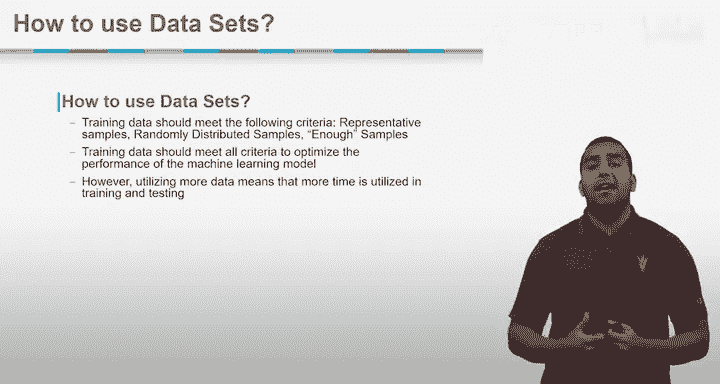 How to use Data Sets?
How to use Data Sets?
– Training data should meet the following criteria: Representative
samples, Randomly Distributed Samples, “Enough” Samples
– Training data should meet all criteria to optimize the
performance of the machine learning model
– However, utilizing more data means that more time is utilized in
training and testing